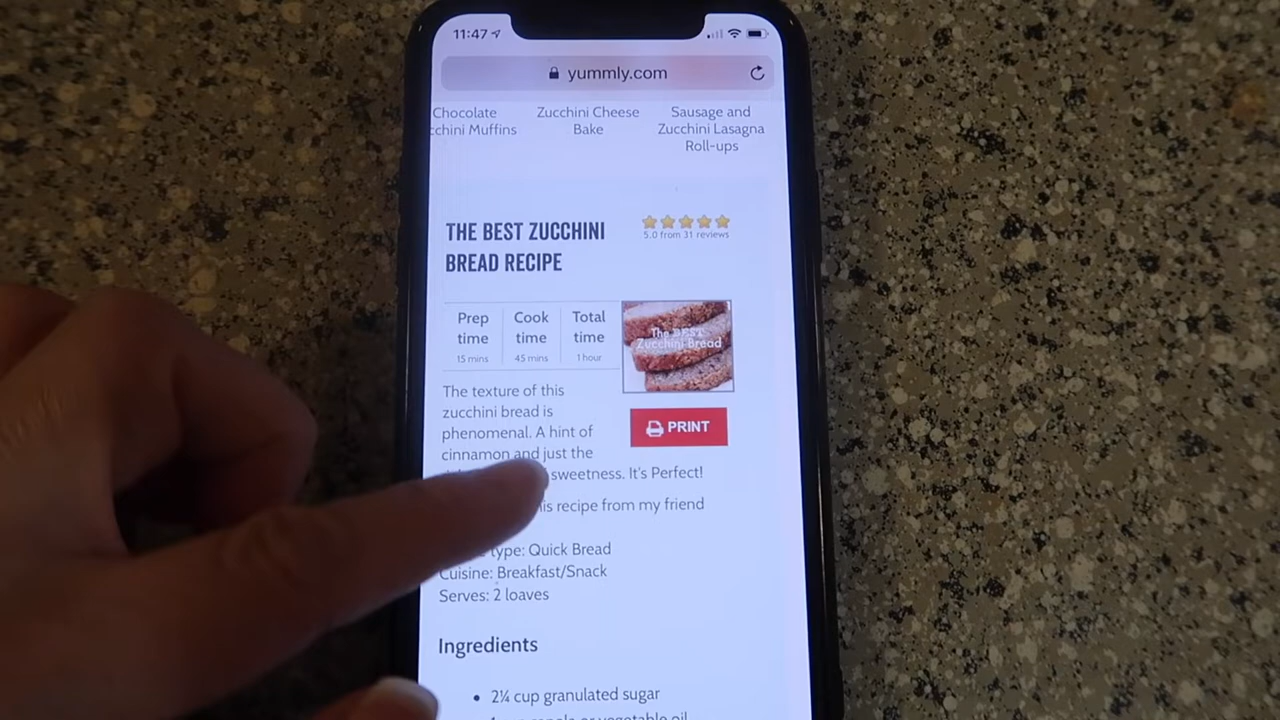 11:47
yummly.com
Chocolate
cchini Muffins
Zucchini Cheese
Bake
Sausage and
Zucchini Lasagna
Roll-ups
THE BEST ZUCCHINI
BREAD RECIPE
5.0 from 31 reviews
Prep
time
15 mins
Cook
time
45 mins
Total
time
1 hour
The BEST
Zucchini Bread
PRINT
The texture of this
zucchini bread is
phenomenal. A hint of
cinnamon and just the
sweetness. It's Perfect!
is recipe from my friend
type: Quick Bread
Cuisine: Breakfast/Snack
Serves: 2 loaves
Ingredients
• 2¼ cup granulated sugar
or vegetable oil